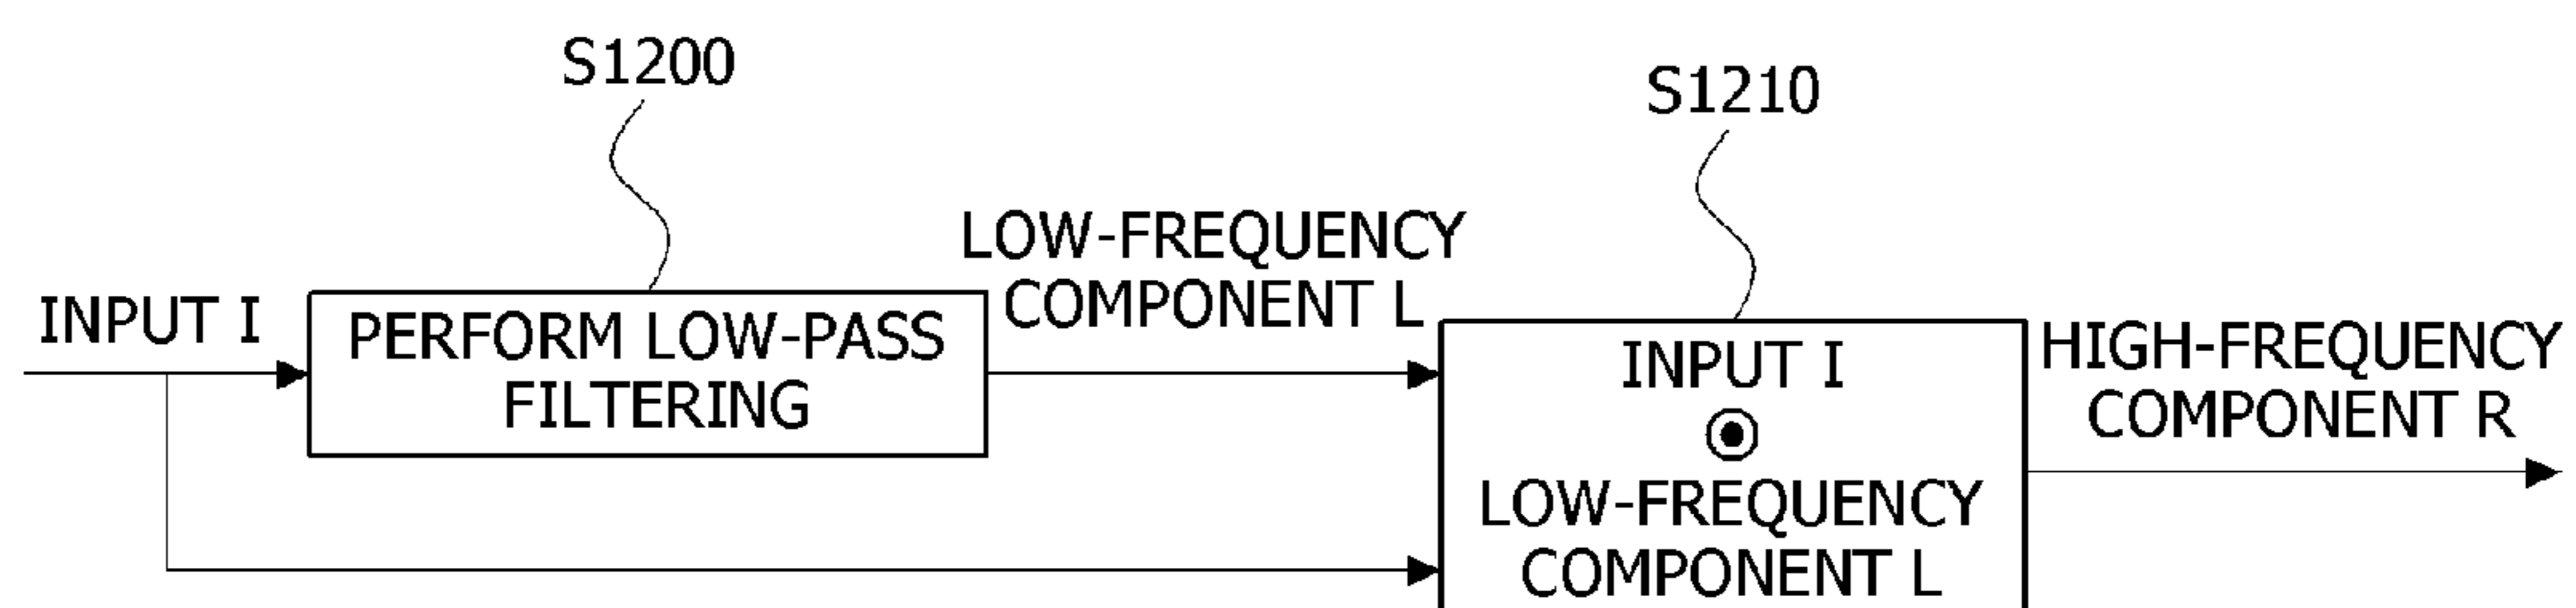 S1200
S1210
INPUT I
PERFORM LOW-PASS
FILTERING
LOW-FREQUENCY
COMPONENT L
INPUT I
⊙
LOW-FREQUENCY
COMPONENT L
HIGH-FREQUENCY
COMPONENT R